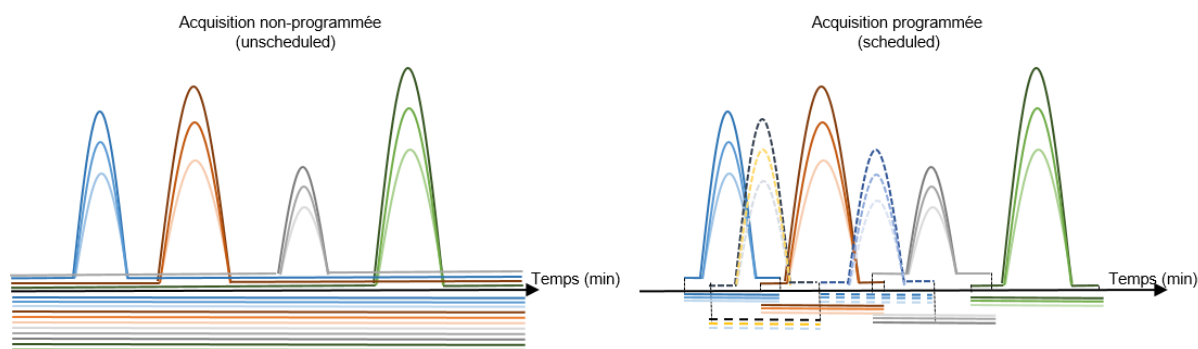 Acquisition non-programmée
(unscheduled)
Acquisition programmée
(scheduled)
Temps (min)
Temps (min)